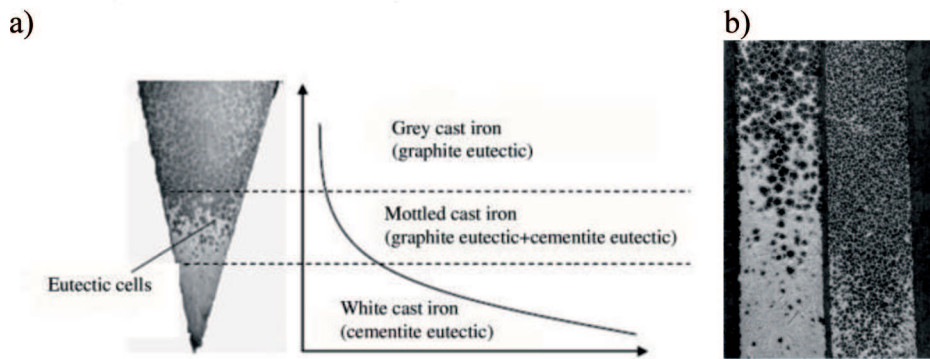 a)
b)
Grey cast iron
(graphite eutectic)
Mottled cast iron
(graphite eutectic+cementite eutectic)
Eutectic cells
White cast iron
(cementite eutectic)